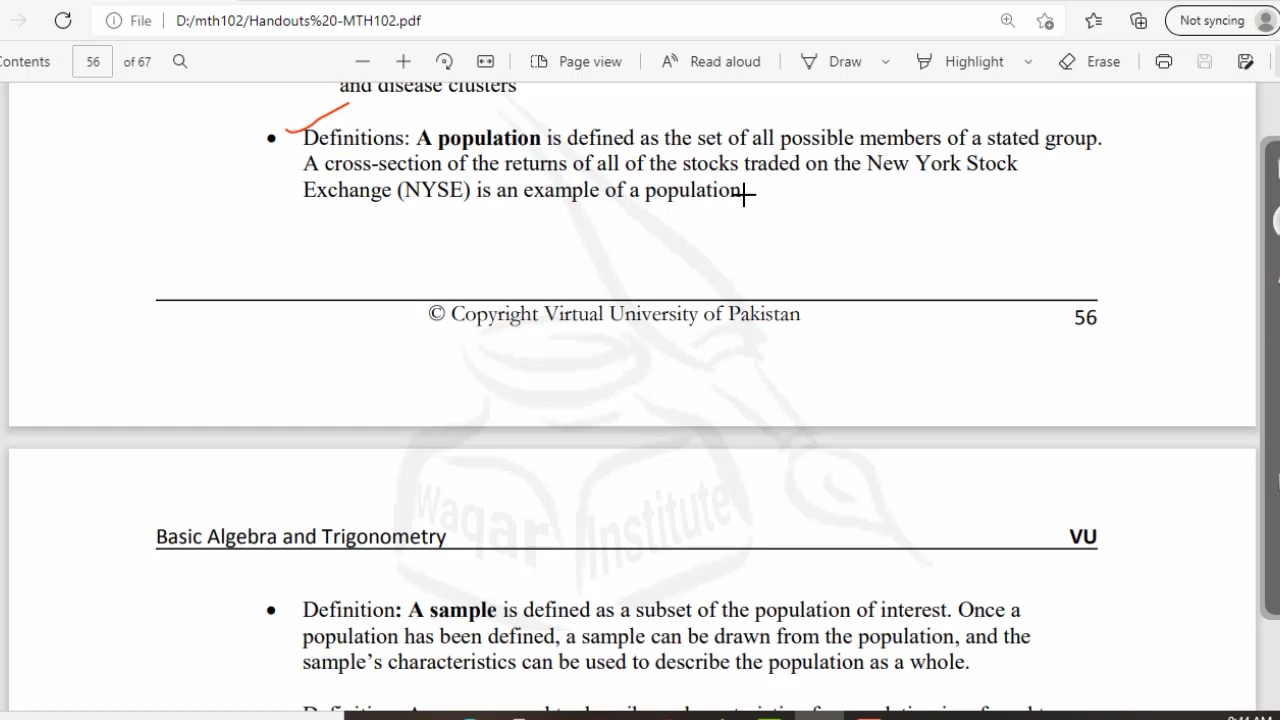 File D:/mth102/Handouts%20-MTH102.pdf Not syncing
Contents 56 of 67 Page view Read aloud Draw Highlight Erase
and disease clusters
• Definitions: A population is defined as the set of all possible members of a stated group.
A cross-section of the returns of all of the stocks traded on the New York Stock
Exchange (NYSE) is an example of a population
© Copyright Virtual University of Pakistan 56
Waqar Institute
Basic Algebra and Trigonometry VU
• Definition: A sample is defined as a subset of the population of interest. Once a
population has been defined, a sample can be drawn from the population, and the
sample's characteristics can be used to describe the population as a whole.